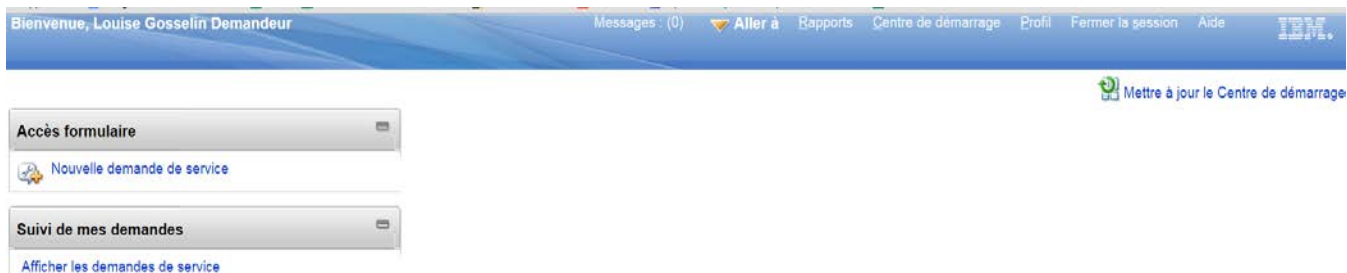 Bienvenue, Louise Gosselin Demandeur Messages : (0) Aller à Rapports Centre de démarrage Profil Fermer la session Aide IBM.
Mettre à jour le Centre de démarrage
Accès formulaire
Nouvelle demande de service
Suivi de mes demandes
Afficher les demandes de service